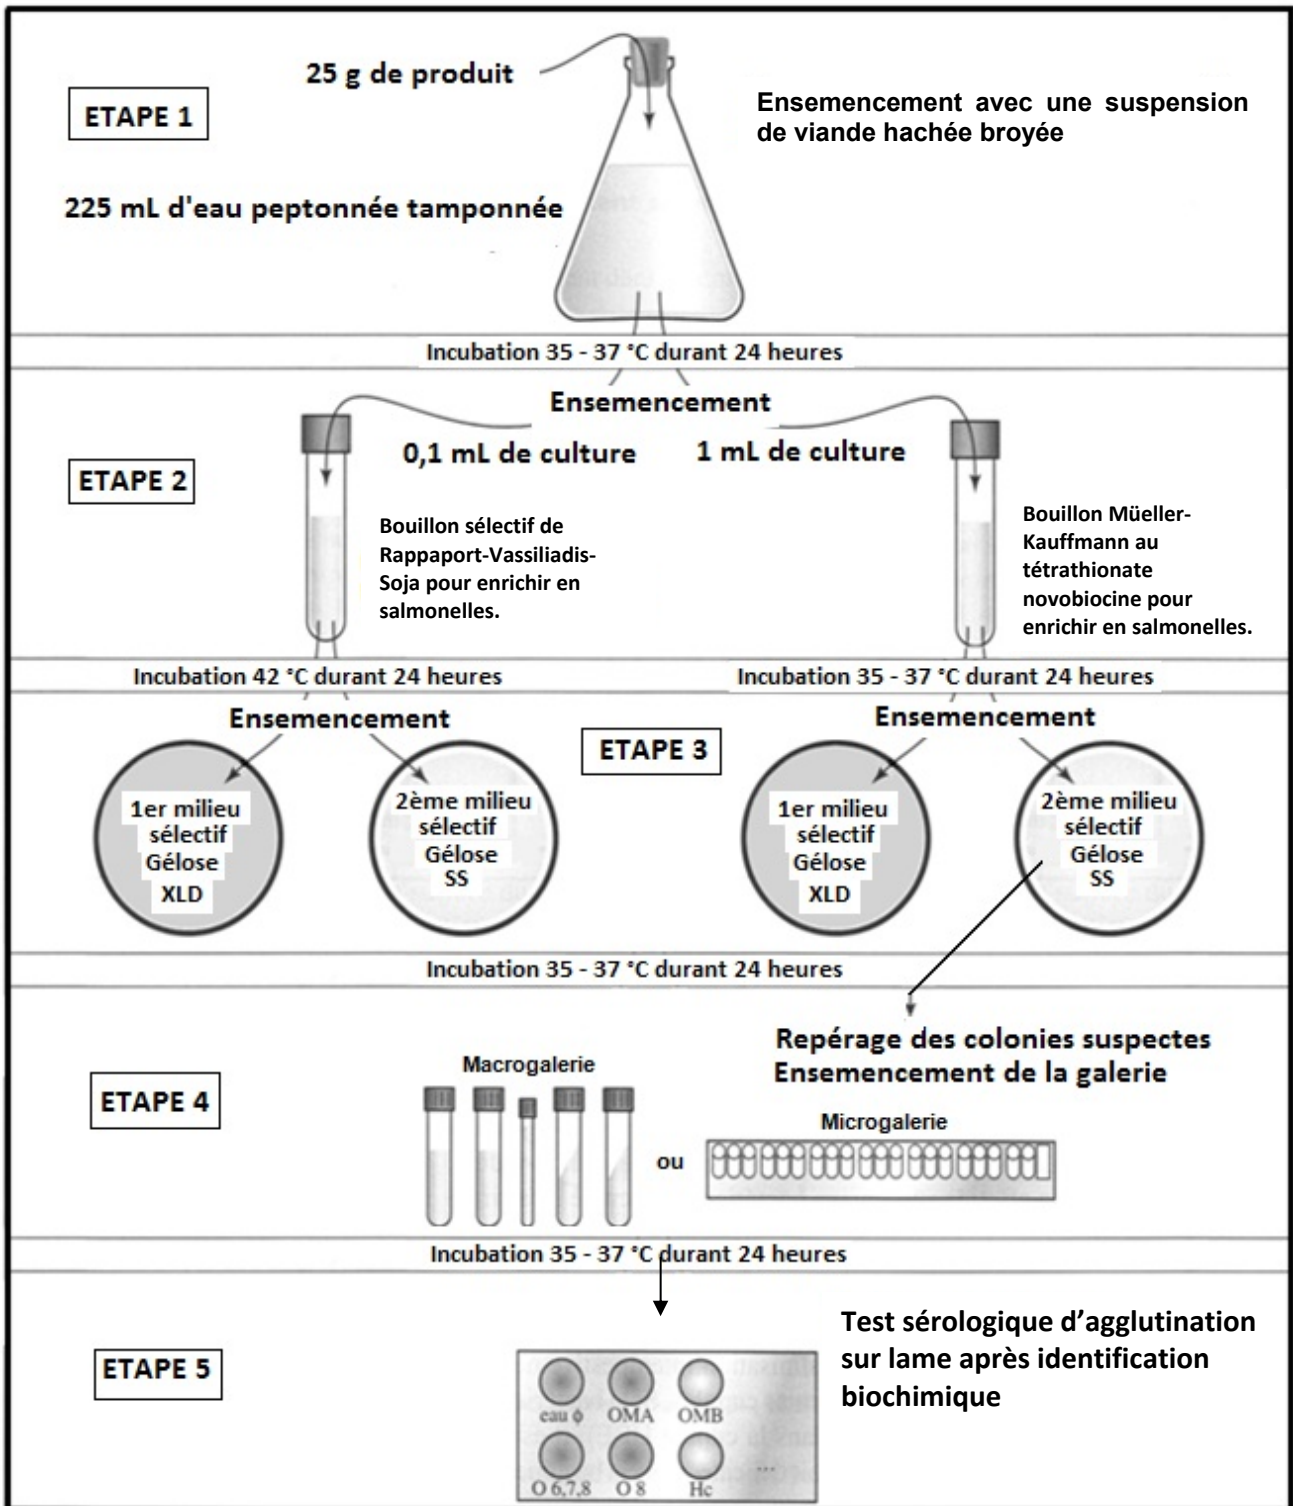 25 g de produit
ETAPE 1
Ensemencement avec une suspension
de viande hachée broyée
225 mL d'eau peptonnée tamponnée
Incubation 35 - 37 °C durant 24 heures
Ensemencement
0,1 mL de culture
1 mL de culture
ETAPE 2
Bouillon sélectif de
Rappaport-Vassiliadis-
Soja pour enrichir en
salmonelles.
Bouillon Müeller-
Kauffmann au
tétrathionate
novobiocine pour
enrichir en salmonelles.
Incubation 42 °C durant 24 heures
Incubation 35 - 37 °C durant 24 heures
Ensemencement
Ensemencement
ETAPE 3
1er milieu
sélectif
Gélose
XLD
2ème milieu
sélectif
Gélose
SS
1er milieu
sélectif
Gélose
XLD
2ème milieu
sélectif
Gélose
SS
Incubation 35 - 37 °C durant 24 heures
Repérage des colonies suspectes
Ensemencement de la galerie
ETAPE 4
Macrogalerie
ou
Microgalerie
Incubation 35 - 37 °C durant 24 heures
ETAPE 5
Test sérologique d'agglutination
sur lame après identification
biochimique
eau ϕ OMA OMB
O 6,7,8 O 8 Hc ...